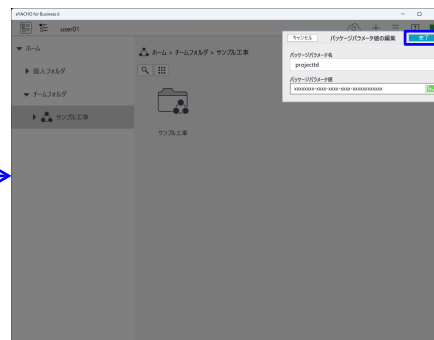 eYACHO for Business 6
user01
キャンセル パッケージパラメータ値の編集 完了
ホーム
ホーム > チームフォルダ > サンプル工事
パッケージパラメータ名
projectId
個人フォルダ
パッケージパラメータ値
xxxxxxxx-xxxx-xxxx-xxxx-xxxxxxxxxxxx
チームフォルダ
サンプル工事
サンプル工事